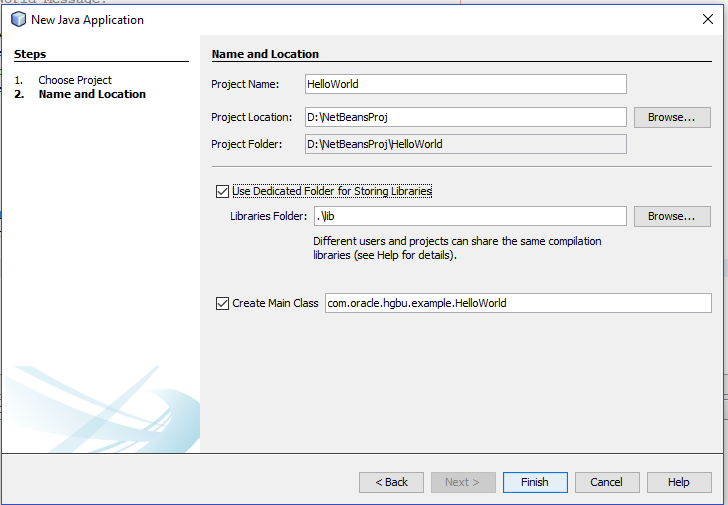 World Message.
New Java Application
Steps
1. Choose Project
2. Name and Location
Name and Location
Project Name: HelloWorld
Project Location: D:\NetBeansProj Browse...
Project Folder: D:\NetBeansProj\HelloWorld
Use Dedicated Folder for Storing Libraries
Libraries Folder: .\lib Browse...
Different users and projects can share the same compilation
libraries (see Help for details).
Create Main Class com.oracle.hgbu.example.HelloWorld
< Back Next > Finish Cancel Help